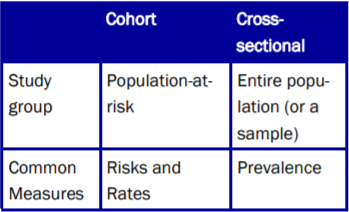 Cohort
Cross-
sectional
Study
group
Population-at-
risk
Entire popu-
lation (or a
sample)
Common
Measures
Risks and
Rates
Prevalence